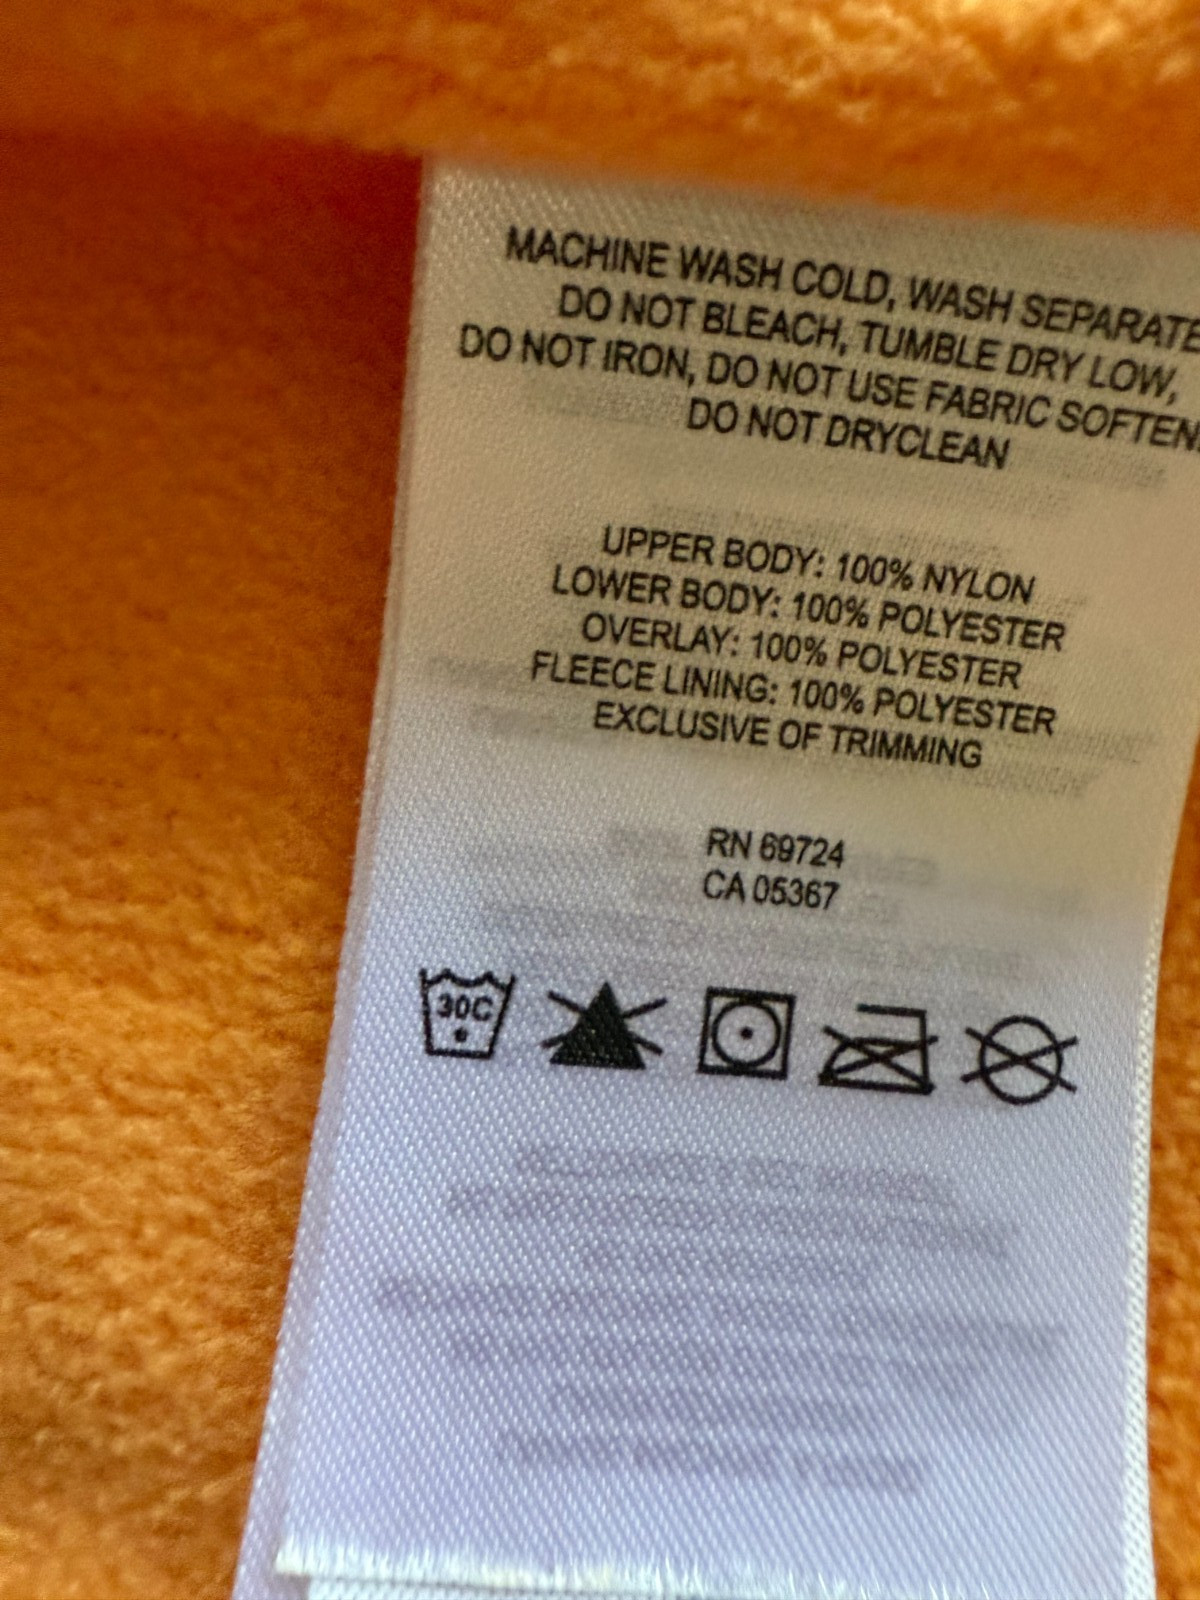 MACHINE WASH COLD, WASH SEPARATE
DO NOT BLEACH, TUMBLE DRY LOW,
DO NOT IRON, DO NOT USE FABRIC SOFTEN
DO NOT DRYCLEAN
UPPER BODY: 100% NYLON
LOWER BODY: 100% POLYESTER
OVERLAY: 100% POLYESTER
FLEECE LINING: 100% POLYESTER
EXCLUSIVE OF TRIMMING
RN 69724
CA 05367
30C